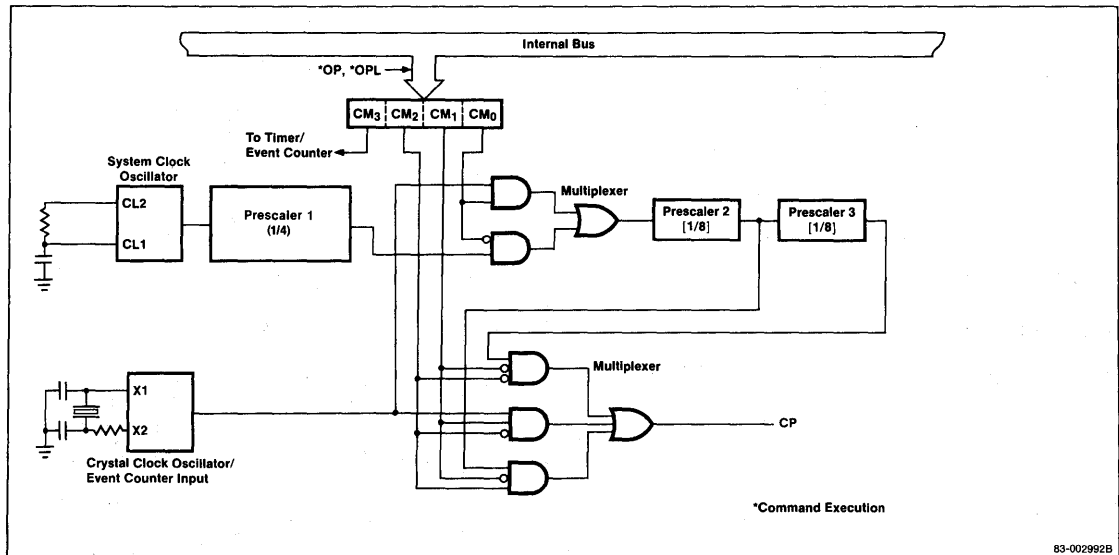 Internal Bus
*OP, *OPL
CM3 CM2 CM1 CM0
To Timer/
Event Counter
System Clock
Oscillator
CL2
CL1
Prescaler 1
(1/4)
Multiplexer
Prescaler 2
[1/8]
Prescaler 3
[1/8]
Multiplexer
X1
X2
CP
Crystal Clock Oscillator/
Event Counter Input
*Command Execution
83-002992B